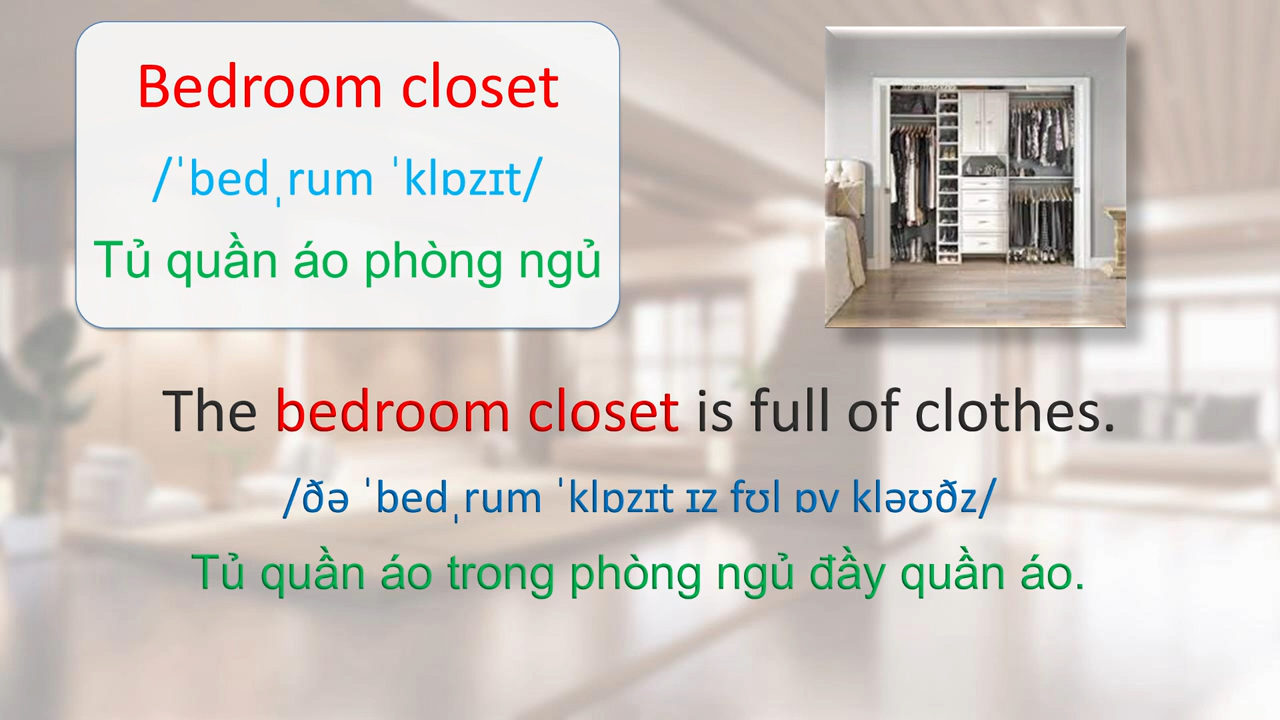 Bedroom closet
/ˈbedˌrum ˈklɒzɪt/
Tủ quần áo phòng ngủ
The bedroom closet is full of clothes.
/ðə ˈbedˌrum ˈklɒzɪt ɪz fʊl ɒv kləʊðz/
Tủ quần áo trong phòng ngủ đầy quần áo.